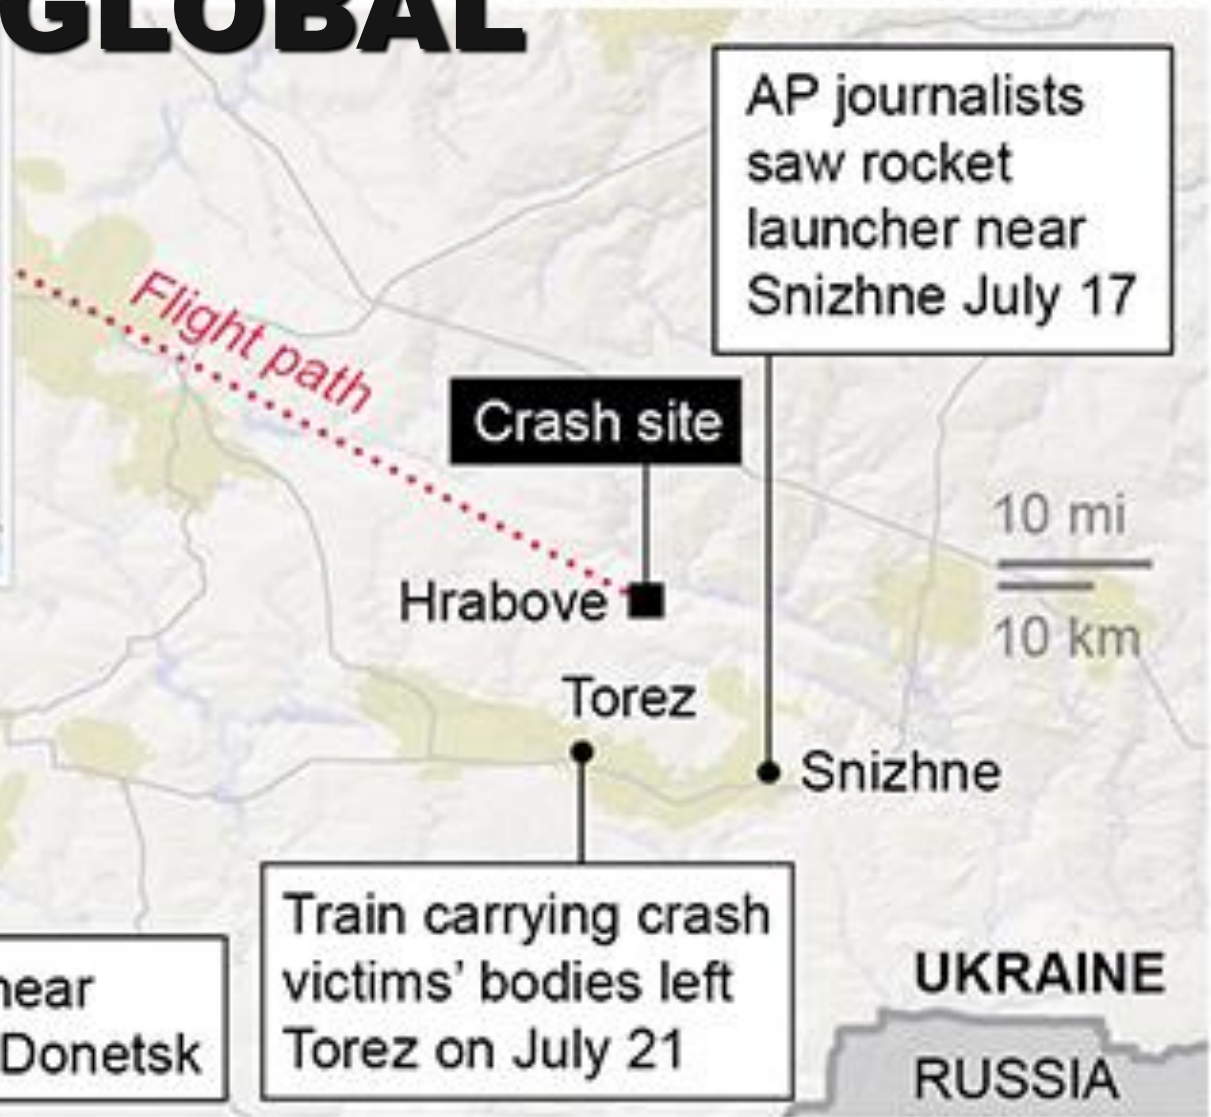 GLOBAL
AP journalists
saw rocket
launcher near
Snizhne July 17
Flight path
Crash site
10 mi
10 km
Hrabove
Torez
Snizhne
Train carrying crash
victims’ bodies left
Torez on July 21
near
Donetsk
UKRAINE
RUSSIA